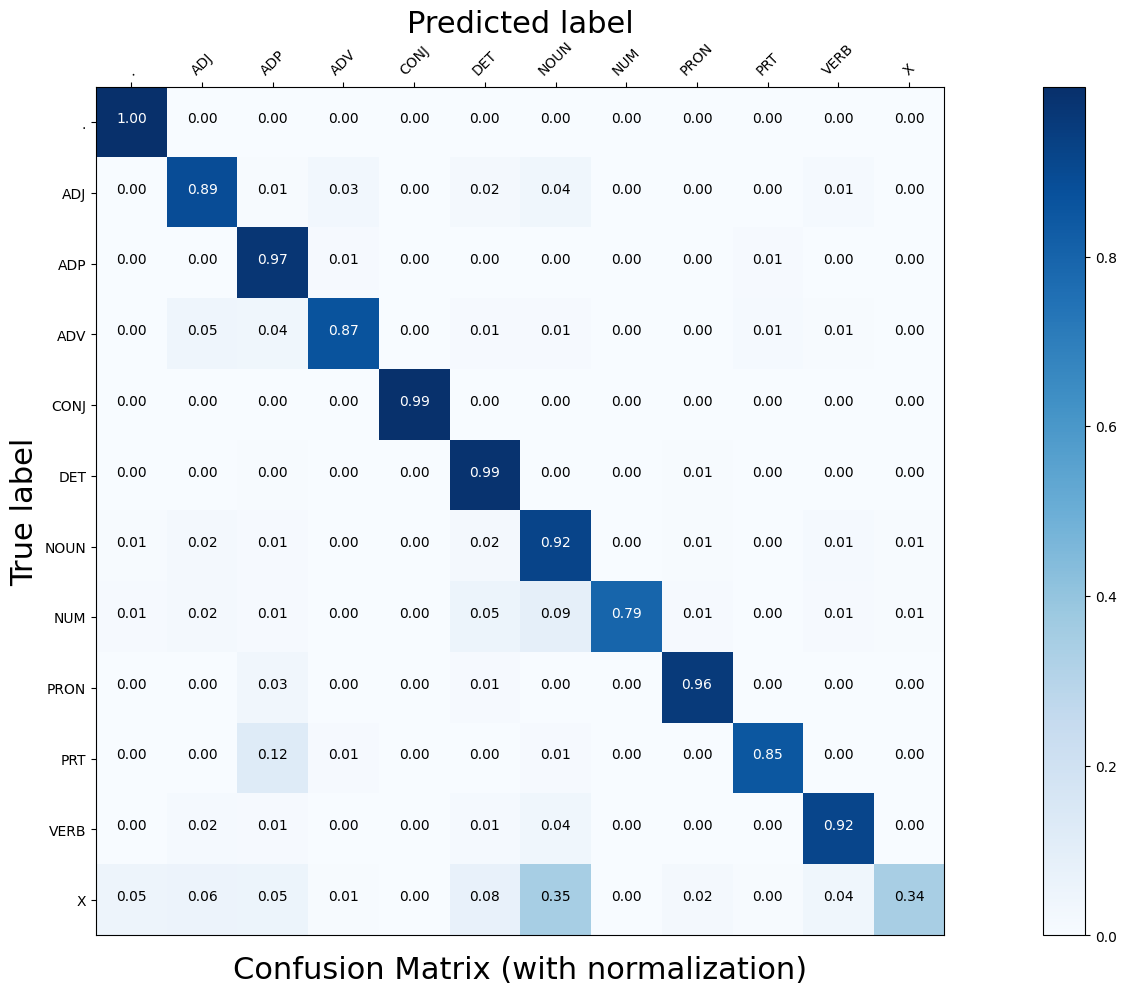 Predicted label
. ADJ ADP ADV CONJ DET NOUN NUM PRON PRT VERB X
. 1.00 0.00 0.00 0.00 0.00 0.00 0.00 0.00 0.00 0.00 0.00 0.00
ADJ 0.00 0.89 0.01 0.03 0.00 0.02 0.04 0.00 0.00 0.00 0.01 0.00
ADP 0.00 0.00 0.97 0.01 0.00 0.00 0.00 0.00 0.00 0.01 0.00 0.00
ADV 0.00 0.05 0.04 0.87 0.00 0.01 0.01 0.00 0.00 0.01 0.01 0.00
CONJ 0.00 0.00 0.00 0.00 0.99 0.00 0.00 0.00 0.00 0.00 0.00 0.00
DET 0.00 0.00 0.00 0.00 0.00 0.99 0.00 0.00 0.01 0.00 0.00 0.00
NOUN 0.01 0.02 0.01 0.00 0.00 0.02 0.92 0.00 0.01 0.00 0.01 0.01
NUM 0.01 0.02 0.01 0.00 0.00 0.05 0.09 0.79 0.01 0.00 0.01 0.01
PRON 0.00 0.00 0.03 0.00 0.00 0.01 0.00 0.00 0.96 0.00 0.00 0.00
PRT 0.00 0.00 0.12 0.01 0.00 0.00 0.01 0.00 0.00 0.85 0.00 0.00
VERB 0.00 0.02 0.01 0.00 0.00 0.01 0.04 0.00 0.00 0.00 0.92 0.00
X 0.05 0.06 0.05 0.01 0.00 0.08 0.35 0.00 0.02 0.00 0.04 0.34
True label
Confusion Matrix (with normalization)
0.8
0.6
0.4
0.2
0.0